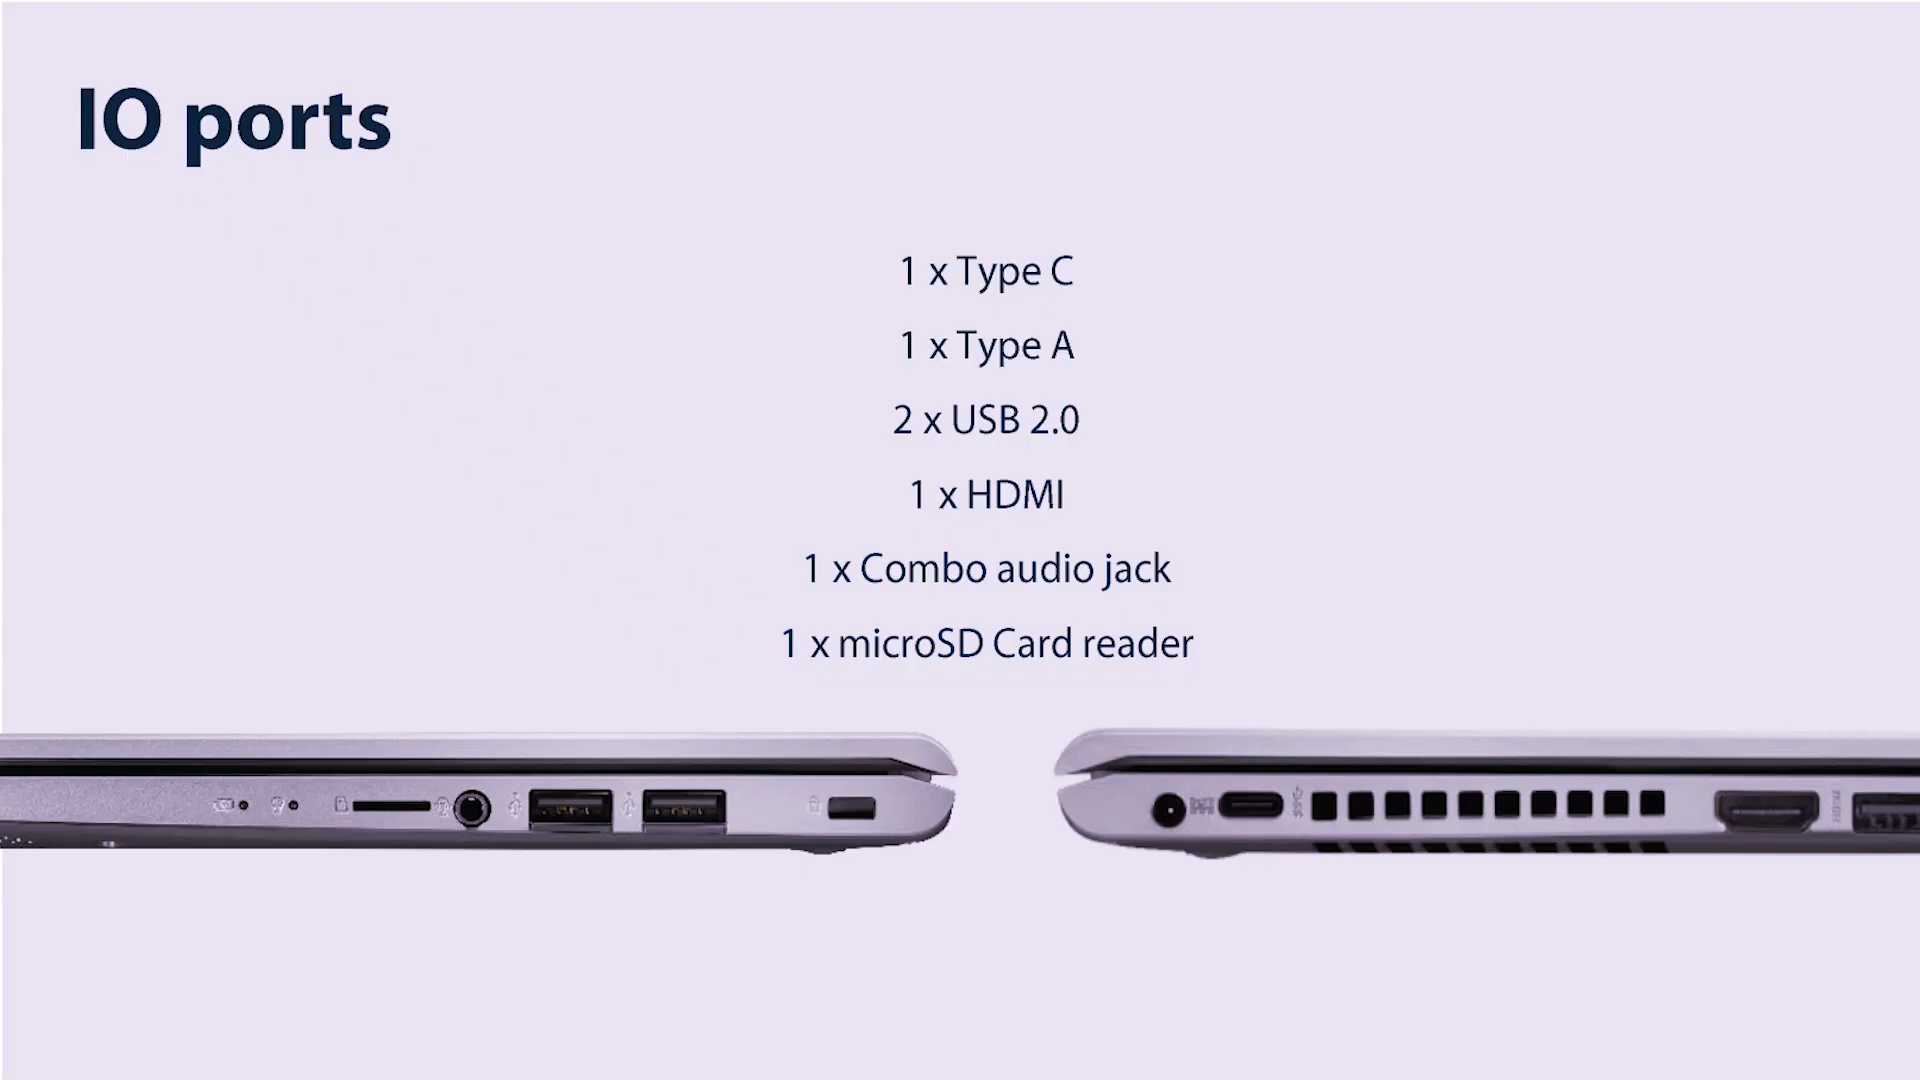 IO ports
1 x Type C
1 x Type A
2 x USB 2.0
1 x HDMI
1 x Combo audio jack
1 x microSD Card reader